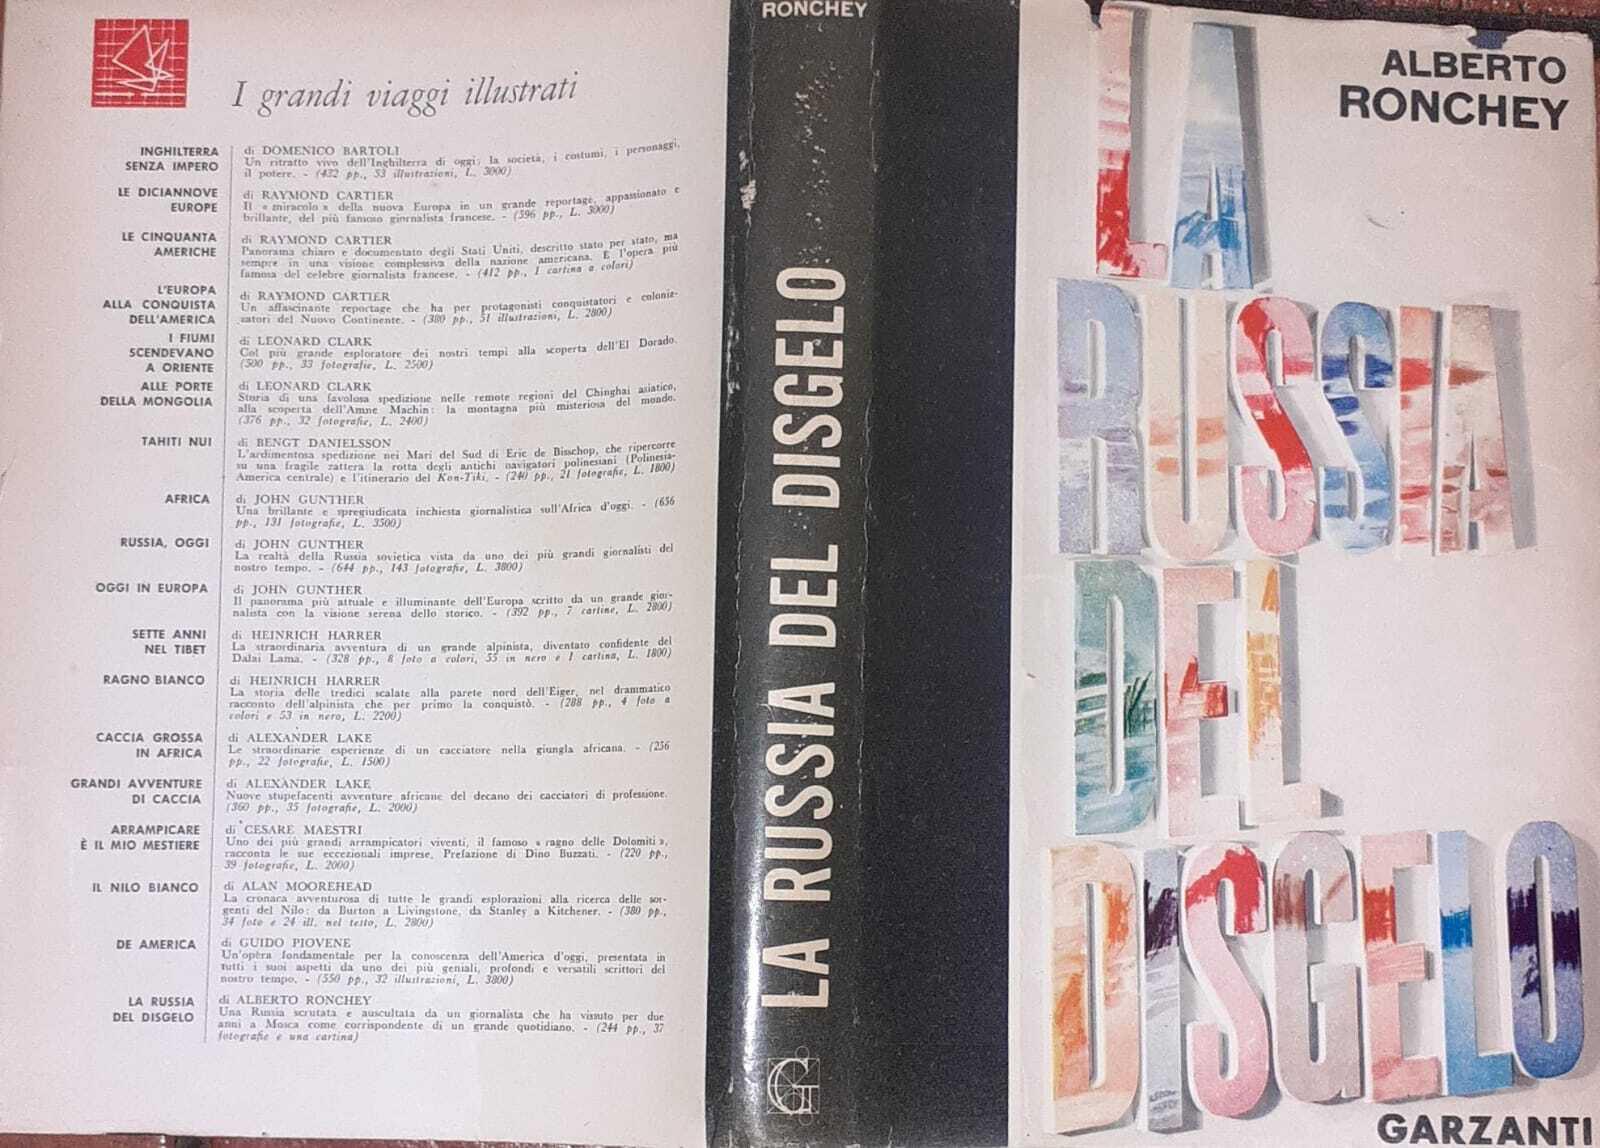 I grandi viaggi illustrati
INGHILTERRA
SENZA IMPERO
di DOMENICO BARTOLI
Un ritratto vivo dell'Inghilterra di oggi: la società, i costumi, i personaggi,
il potere. - (432 pp., 53 illustrazioni, L. 3000)
LE DICIANNOVE
EUROPE
di RAYMOND CARTIER
Il « miracolo » della nuova Europa in un grande reportage, appassionato e
brillante, del più famoso giornalista francese. - (596 pp., L. 3000)
LE CINQUANTA
AMERICHE
di RAYMOND CARTIER
Panorama chiaro e documentato degli Stati Uniti, descritto stato per stato, ma
sempre in una visione complessiva della nazione americana. E l'opera più
famosa del celebre giornalista francese. - (412 pp., 1 cartina a colori)
L'EUROPA
ALLA CONQUISTA
DELL'AMERICA
di RAYMOND CARTIER
Un affascinante reportage che ha per protagonisti conquistatori e coloniz-
zatori del Nuovo Continente. - (380 pp., 51 illustrazioni, L. 2800)
I FIUMI
SCENDEVANO
A ORIENTE
di LEONARD CLARK
Col più grande esploratore dei nostri tempi alla scoperta dell'El Dorado.
(500 pp., 33 fotografie, L. 2500)
ALLE PORTE
DELLA MONGOLIA
di LEONARD CLARK
Storia di una favolosa spedizione nelle remote regioni del Chinghai asiatico,
alla scoperta dell'Amne Machin: la montagna più misteriosa del mondo.
(376 pp., 32 fotografie, L. 2400)
TAHITI NUI
di BENGT DANIELSSON
L'ardimentosa spedizione nei Mari del Sud di Eric de Bisschop, che ripercorre
su una fragile zattera la rotta degli antichi navigatori polinesiani (Polinesia-
America centrale) e l'itinerario del Kon-Tiki. - (240 pp., 21 fotografie, L. 1800)
AFRICA
di JOHN GUNTHER
Una brillante e spregiudicata inchiesta giornalistica sull'Africa d'oggi. - (656
pp., 131 fotografie, L. 3500)
RUSSIA, OGGI
di JOHN GUNTHER
La realtà della Russia sovietica vista da uno dei più grandi giornalisti del
nostro tempo. - (644 pp., 143 fotografie, L. 3800)
OGGI IN EUROPA
di JOHN GUNTHER
Il panorama più attuale e illuminante dell'Europa scritto da un grande gior-
nalista con la visione serena dello storico. - (392 pp., 7 cartine, L. 2800)
SETTE ANNI
NEL TIBET
di HEINRICH HARRER
La straordinaria avventura di un grande alpinista, diventato confidente del
Dalai Lama. - (328 pp., 8 foto a colori, 55 in nero e 1 cartina, L. 1800)
RAGNO BIANCO
di HEINRICH HARRER
La storia delle tredici scalate alla parete nord dell'Eiger, nel drammatico
racconto dell'alpinista che per primo la conquistò. - (288 pp., 4 foto a
colori e 53 in nero, L. 2200)
CACCIA GROSSA
IN AFRICA
di ALEXANDER LAKE
Le straordinarie esperienze di un cacciatore nella giungla africana. - (256
pp., 22 fotografie, L. 1500)
GRANDI AVVENTURE
DI CACCIA
di ALEXANDER LAKE
Nuove stupefacenti avventure africane del decano dei cacciatori di professione.
(360 pp., 35 fotografie, L. 2000)
ARRAMPICARE
È IL MIO MESTIERE
di CESARE MAESTRI
Uno dei più grandi arrampicatori viventi, il famoso « ragno delle Dolomiti »,
racconta le sue eccezionali imprese. Prefazione di Dino Buzzati. - (220 pp.,
39 fotografie, L. 2000)
IL NILO BIANCO
di ALAN MOOREHEAD
La cronaca avventurosa di tutte le grandi esplorazioni alla ricerca delle sor-
genti del Nilo: da Burton a Livingstone, da Stanley a Kitchener. - (380 pp.,
34 foto e 24 ill. nel testo, L. 2800)
DE AMERICA
di GUIDO PIOVENE
Un'opera fondamentale per la conoscenza dell'America d'oggi, presentata in
tutti i suoi aspetti da uno dei più geniali, profondi e versatili scrittori del
nostro tempo. - (550 pp., 32 illustrazioni, L. 3800)
LA RUSSIA
DEL DISGELO
di ALBERTO RONCHEY
Una Russia scrutata e auscultata da un giornalista che ha vissuto per due
anni a Mosca come corrispondente di un grande quotidiano. - (244 pp., 37
fotografie e una cartina)
RONCHEY
LA RUSSIA DEL DISGELO
G
ALBERTO
RONCHEY
LA
RUSSIA
DEL
DISGELO
GARZANTI